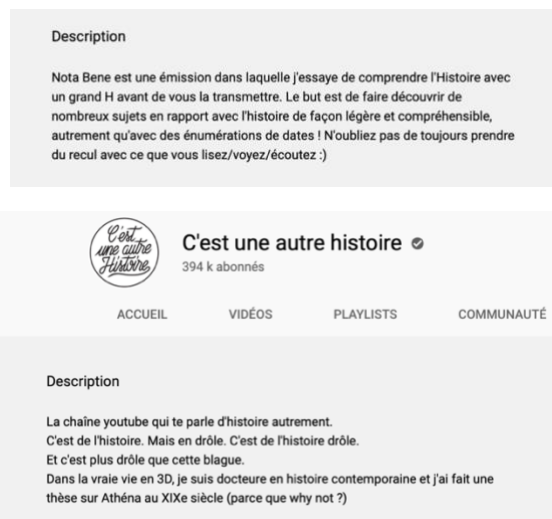 Description
Nota Bene est une émission dans laquelle j'essaye de comprendre l'Histoire avec
un grand H avant de vous la transmettre. Le but est de faire découvrir de
nombreux sujets en rapport avec l'histoire de façon légère et compréhensible,
autrement qu'avec des énumérations de dates ! N'oubliez pas de toujours prendre
du recul avec ce que vous lisez/voyez/écoutez :)
C'est
une autre
Histoire
C'est une autre histoire
394 k abonnés
ACCUEIL VIDÉOS PLAYLISTS COMMUNAUTÉ
Description
La chaîne youtube qui te parle d'histoire autrement.
C'est de l'histoire. Mais en drôle. C'est de l'histoire drôle.
Et c'est plus drôle que cette blague.
Dans la vraie vie en 3D, je suis docteure en histoire contemporaine et j'ai fait une
thèse sur Athéna au XIXe siècle (parce que why not ?)